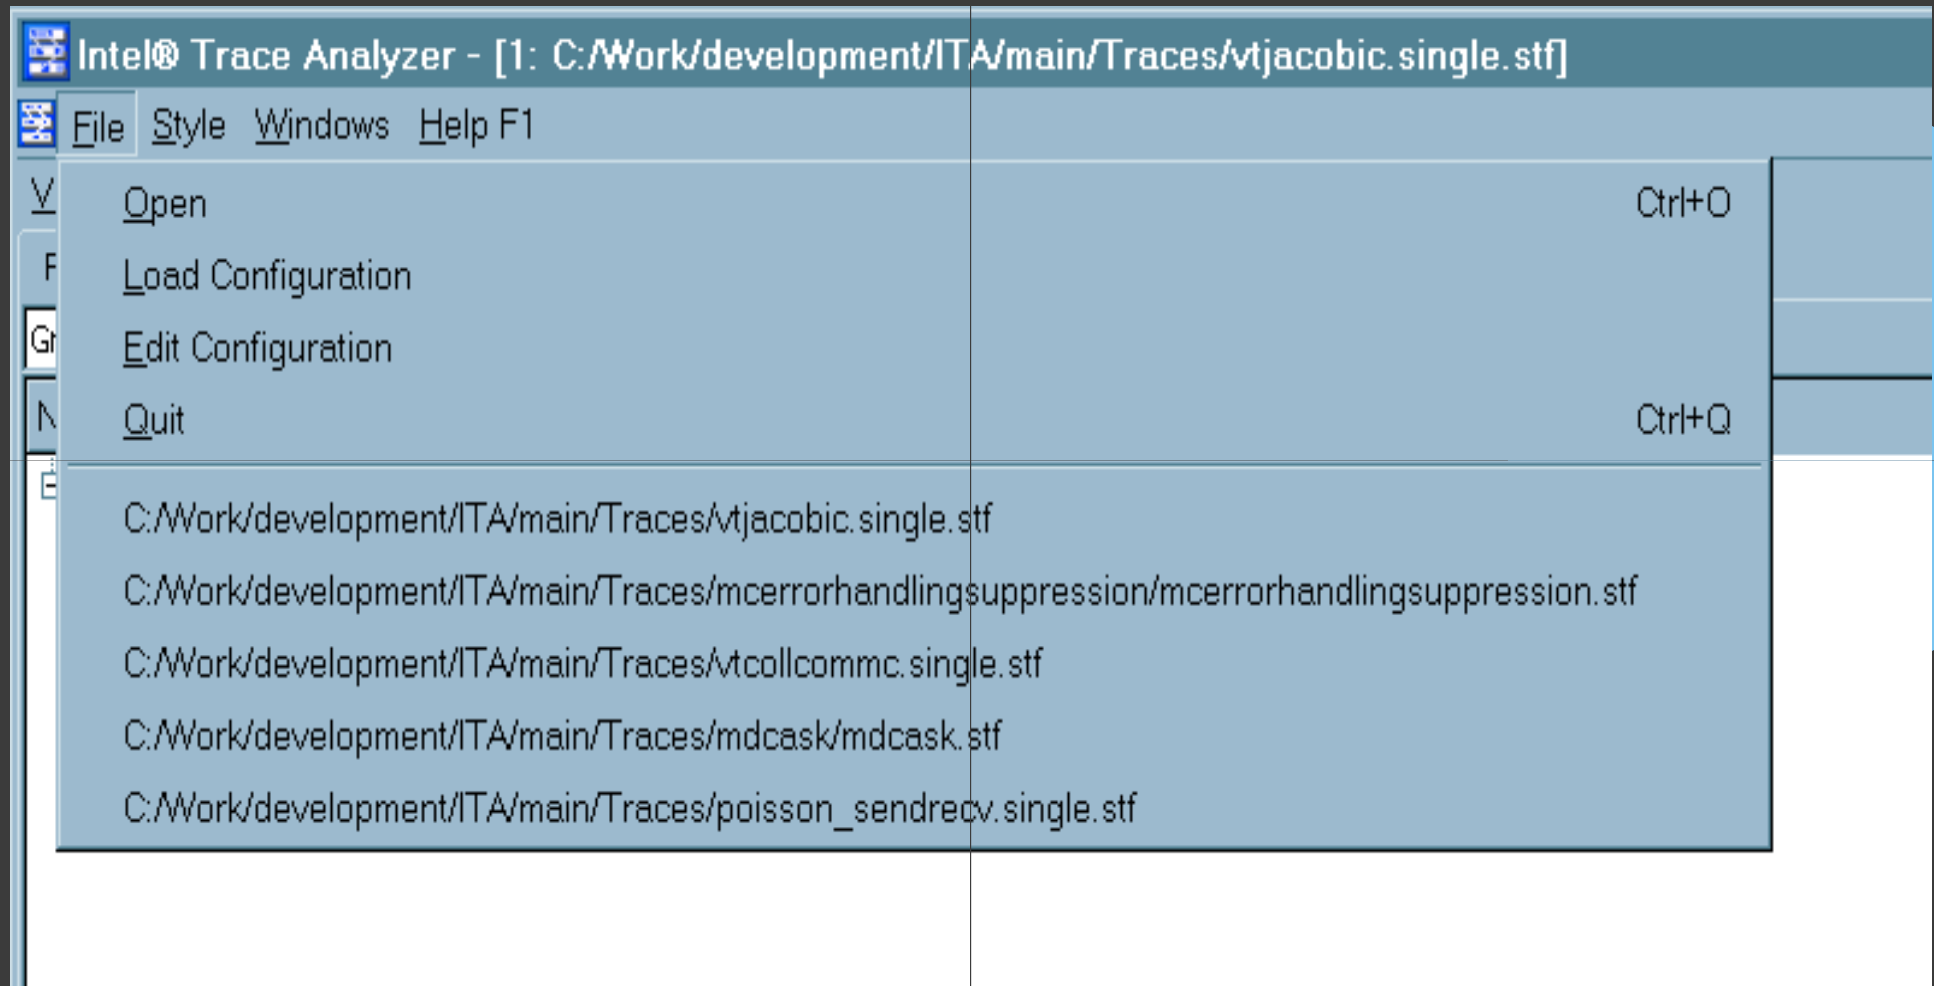 Intel® Trace Analyzer - [1: C:/Work/development/ITA/main/Traces/vtjacobic.single.stf]
File Style Windows Help F1
Open Ctrl+O
Load Configuration
Edit Configuration
Quit Ctrl+Q
C:/Work/development/ITA/main/Traces/vtjacobic.single.stf
C:/Work/development/ITA/main/Traces/mcerrorhandlingsuppression/mcerrorhandlingsuppression.stf
C:/Work/development/ITA/main/Traces/vtcollcommc.single.stf
C:/Work/development/ITA/main/Traces/mdcask/mdcask.stf
C:/Work/development/ITA/main/Traces/poisson_sendrecv.single.stf